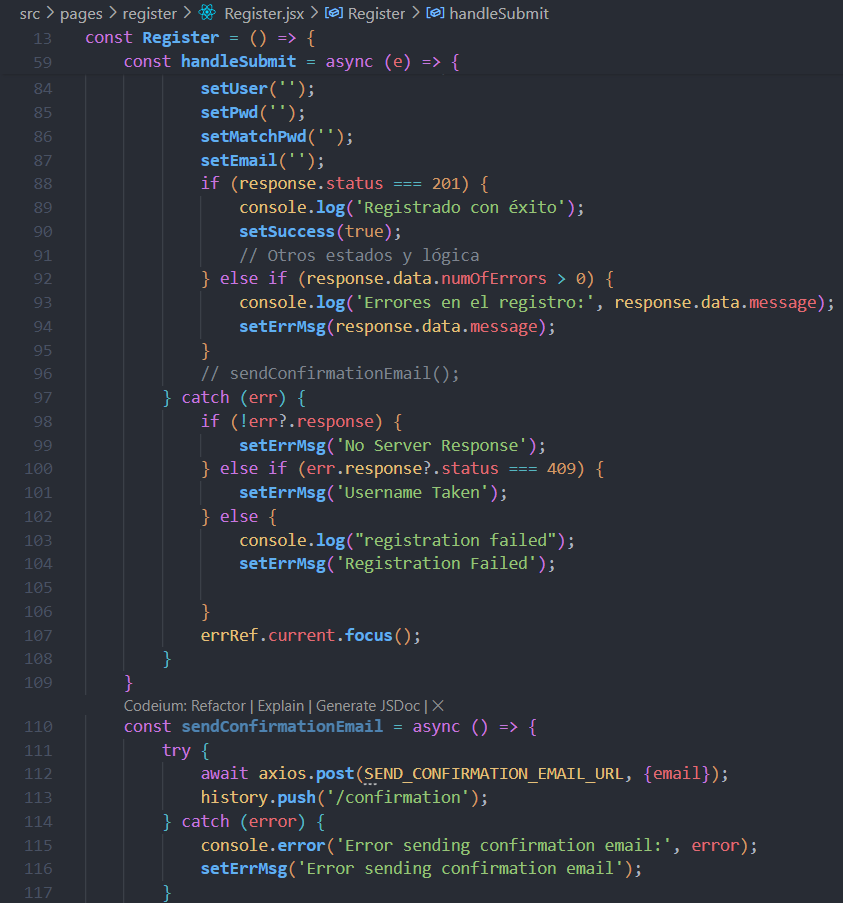 src > pages > register > Register.jsx > Register > handleSubmit
13 const Register = () => {
59 const handleSubmit = async (e) => {
84 setUser('');
85 setPwd('');
86 setMatchPwd('');
87 setEmail('');
88 if (response.status === 201) {
89 console.log('Registrado con éxito');
90 setSuccess(true);
91 // Otros estados y lógica
92 } else if (response.data.numOfErrors > 0) {
93 console.log('Errores en el registro:', response.data.message);
94 setErrMsg(response.data.message);
95 }
96 // sendConfirmationEmail();
97 } catch (err) {
98 if (!err?.response) {
99 setErrMsg('No Server Response');
100 } else if (err.response?.status === 409) {
101 setErrMsg('Username Taken');
102 } else {
103 console.log("registration failed");
104 setErrMsg('Registration Failed');
105
106 }
107 errRef.current.focus();
108 }
109 }
Codeium: Refactor | Explain | Generate JSDoc | ×
110 const sendConfirmationEmail = async () => {
111 try {
112 await axios.post(SEND_CONFIRMATION_EMAIL_URL, {email});
113 history.push('/confirmation');
114 } catch (error) {
115 console.error('Error sending confirmation email:', error);
116 setErrMsg('Error sending confirmation email');
117 }